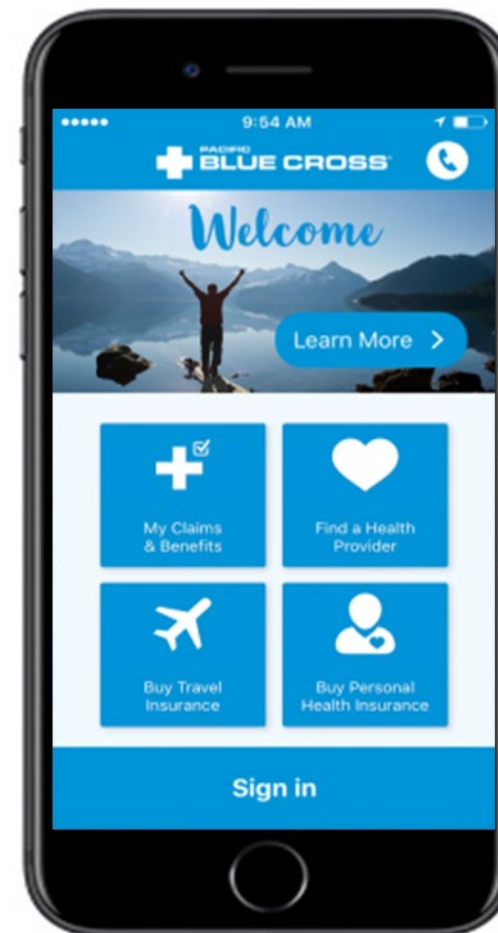 9:54 AM
PACIFIC
BLUE CROSS
Welcome
Learn More >
My Claims
& Benefits
Find a Health
Provider
Buy Travel
Insurance
Buy Personal
Health Insurance
Sign in